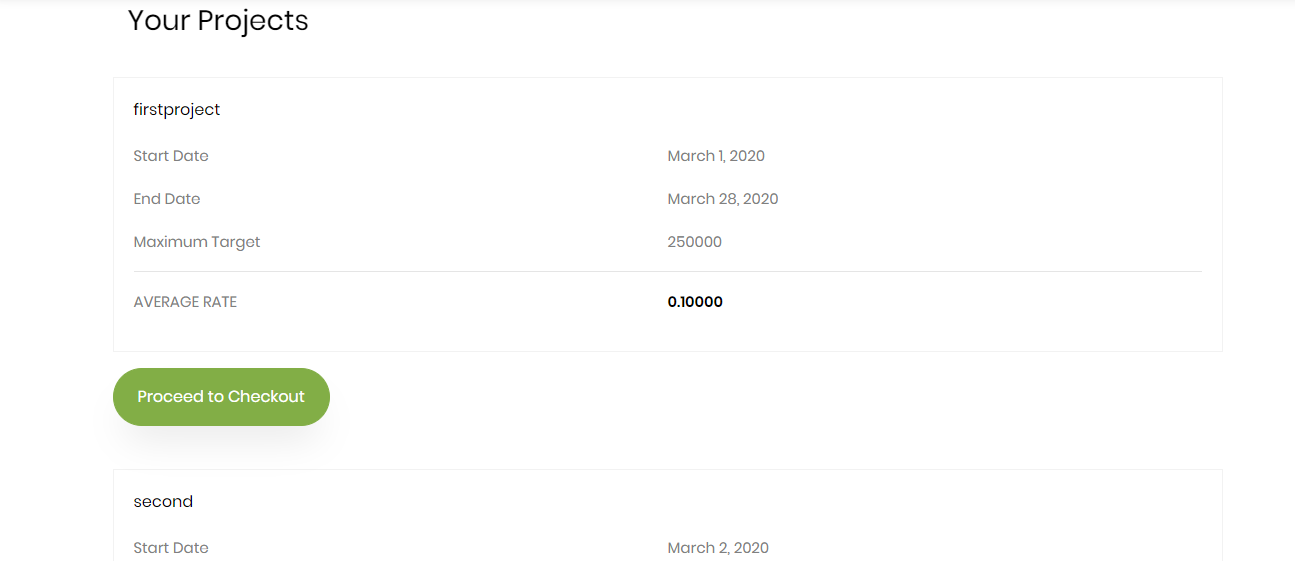 Your Projects
firstproject
Start Date March 1, 2020
End Date March 28, 2020
Maximum Target 250000
AVERAGE RATE 0.10000
Proceed to Checkout
second
Start Date March 2, 2020